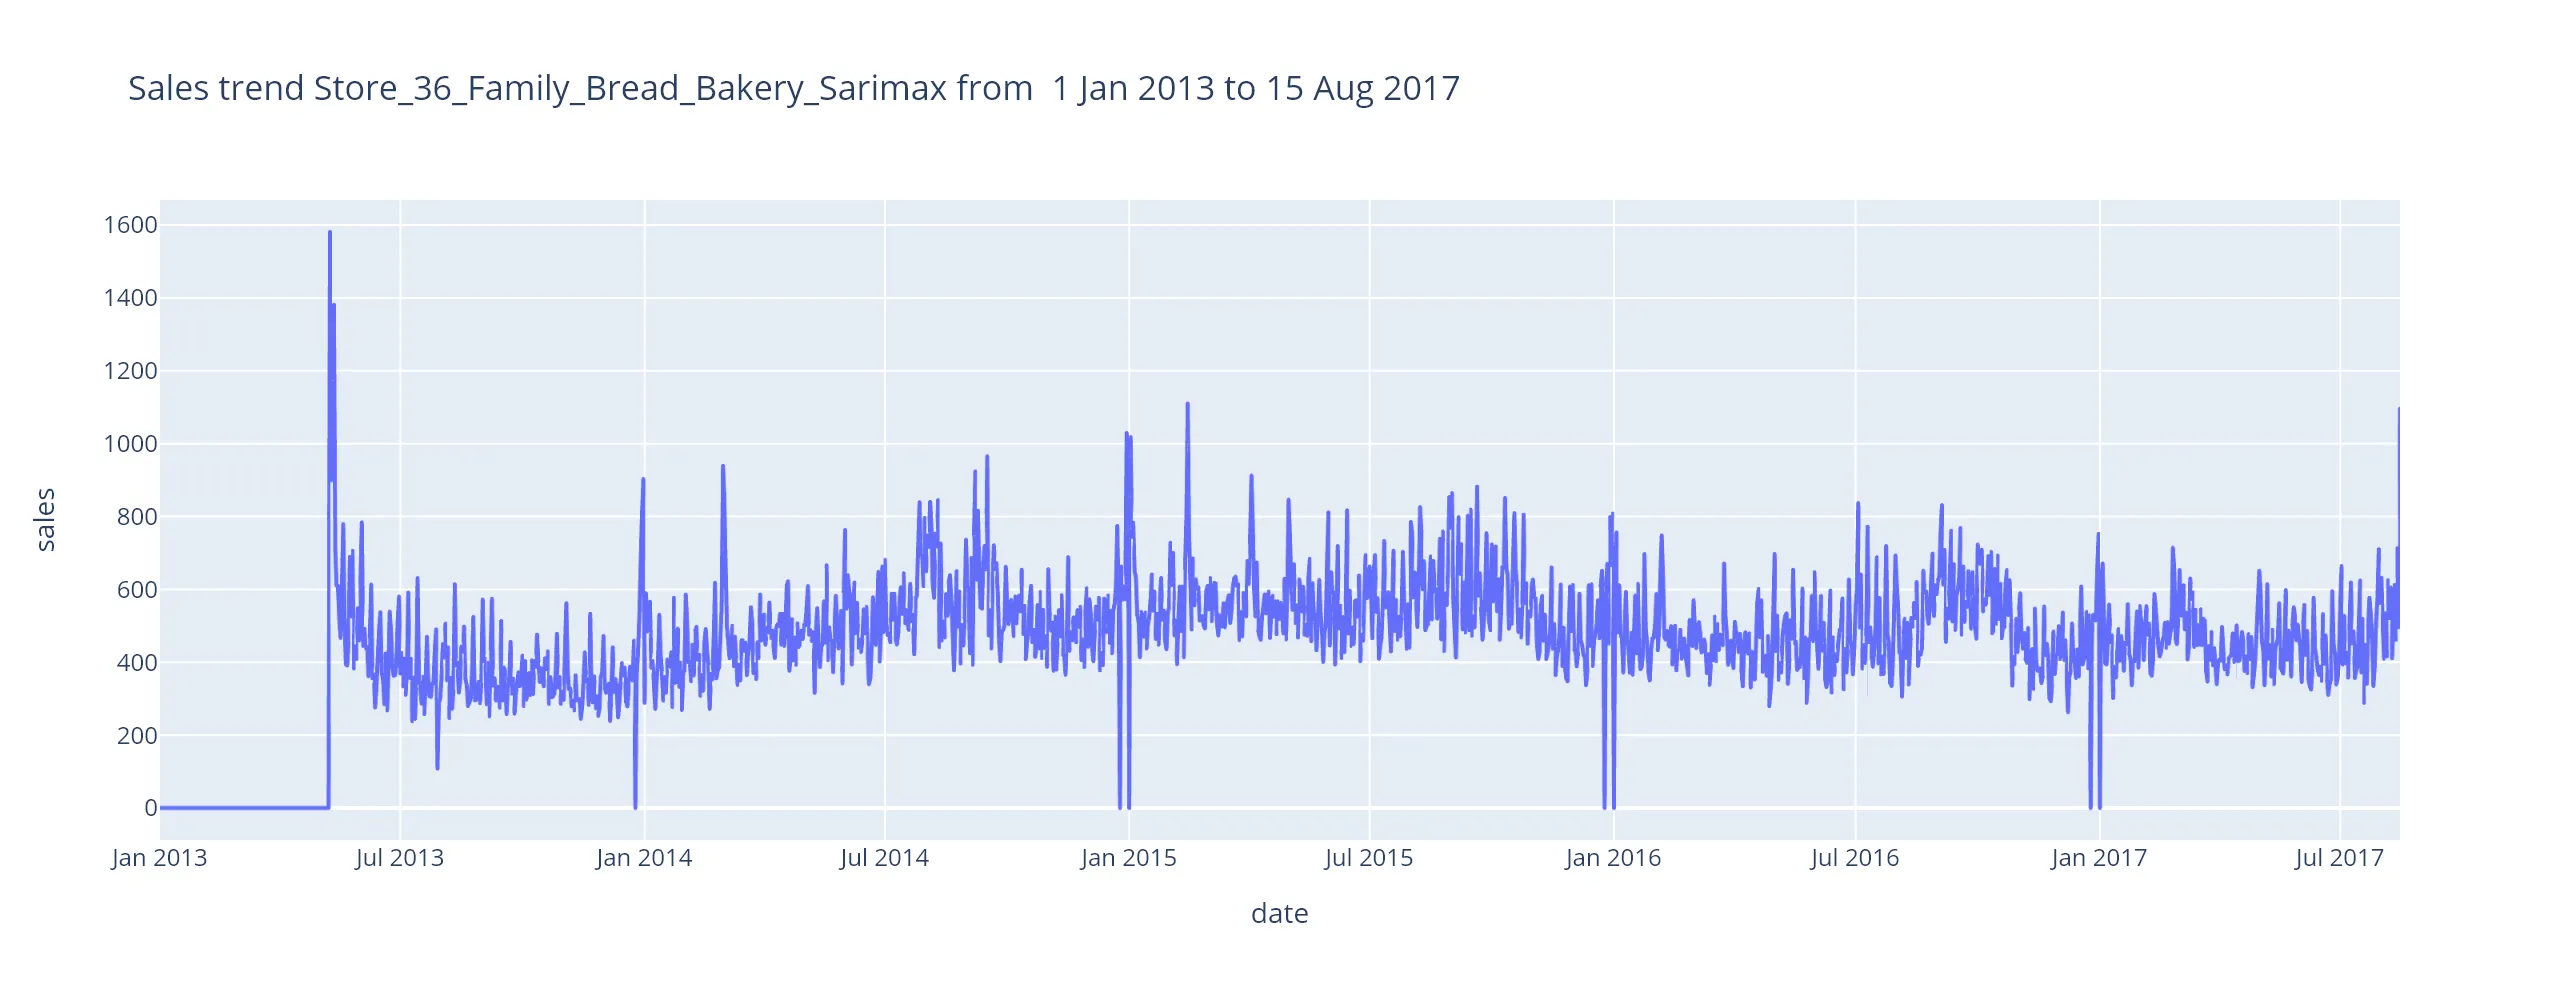 Sales trend Store_36_Family_Bread_Bakery_Sarimax from  1 Jan 2013 to 15 Aug 2017
1600
1400
1200
1000
800
600
400
200
0
sales
Jan 2013 Jul 2013 Jan 2014 Jul 2014 Jan 2015 Jul 2015 Jan 2016 Jul 2016 Jan 2017 Jul 2017
date